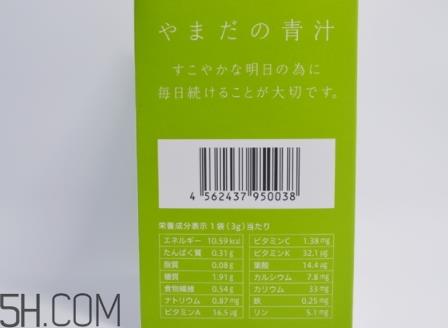 やまだの青汁
すこやかな明日の為に
毎日続けることが大切です。
4 562437 950038
栄養成分表示 1袋(3g)当たり
エネルギー 10.59kcal ビタミンC 1.38mg
たんぱく質 0.31g ビタミンK 32.1μg
脂質 0.08g 葉酸 14.4μg
糖質 1.91g カルシウム 7.8mg
食物繊維 0.54g カリウム 33mg
ナトリウム 0.87mg 鉄 0.25mg
ビタミンA 16.5μg リン 5.1mg
5H.COM